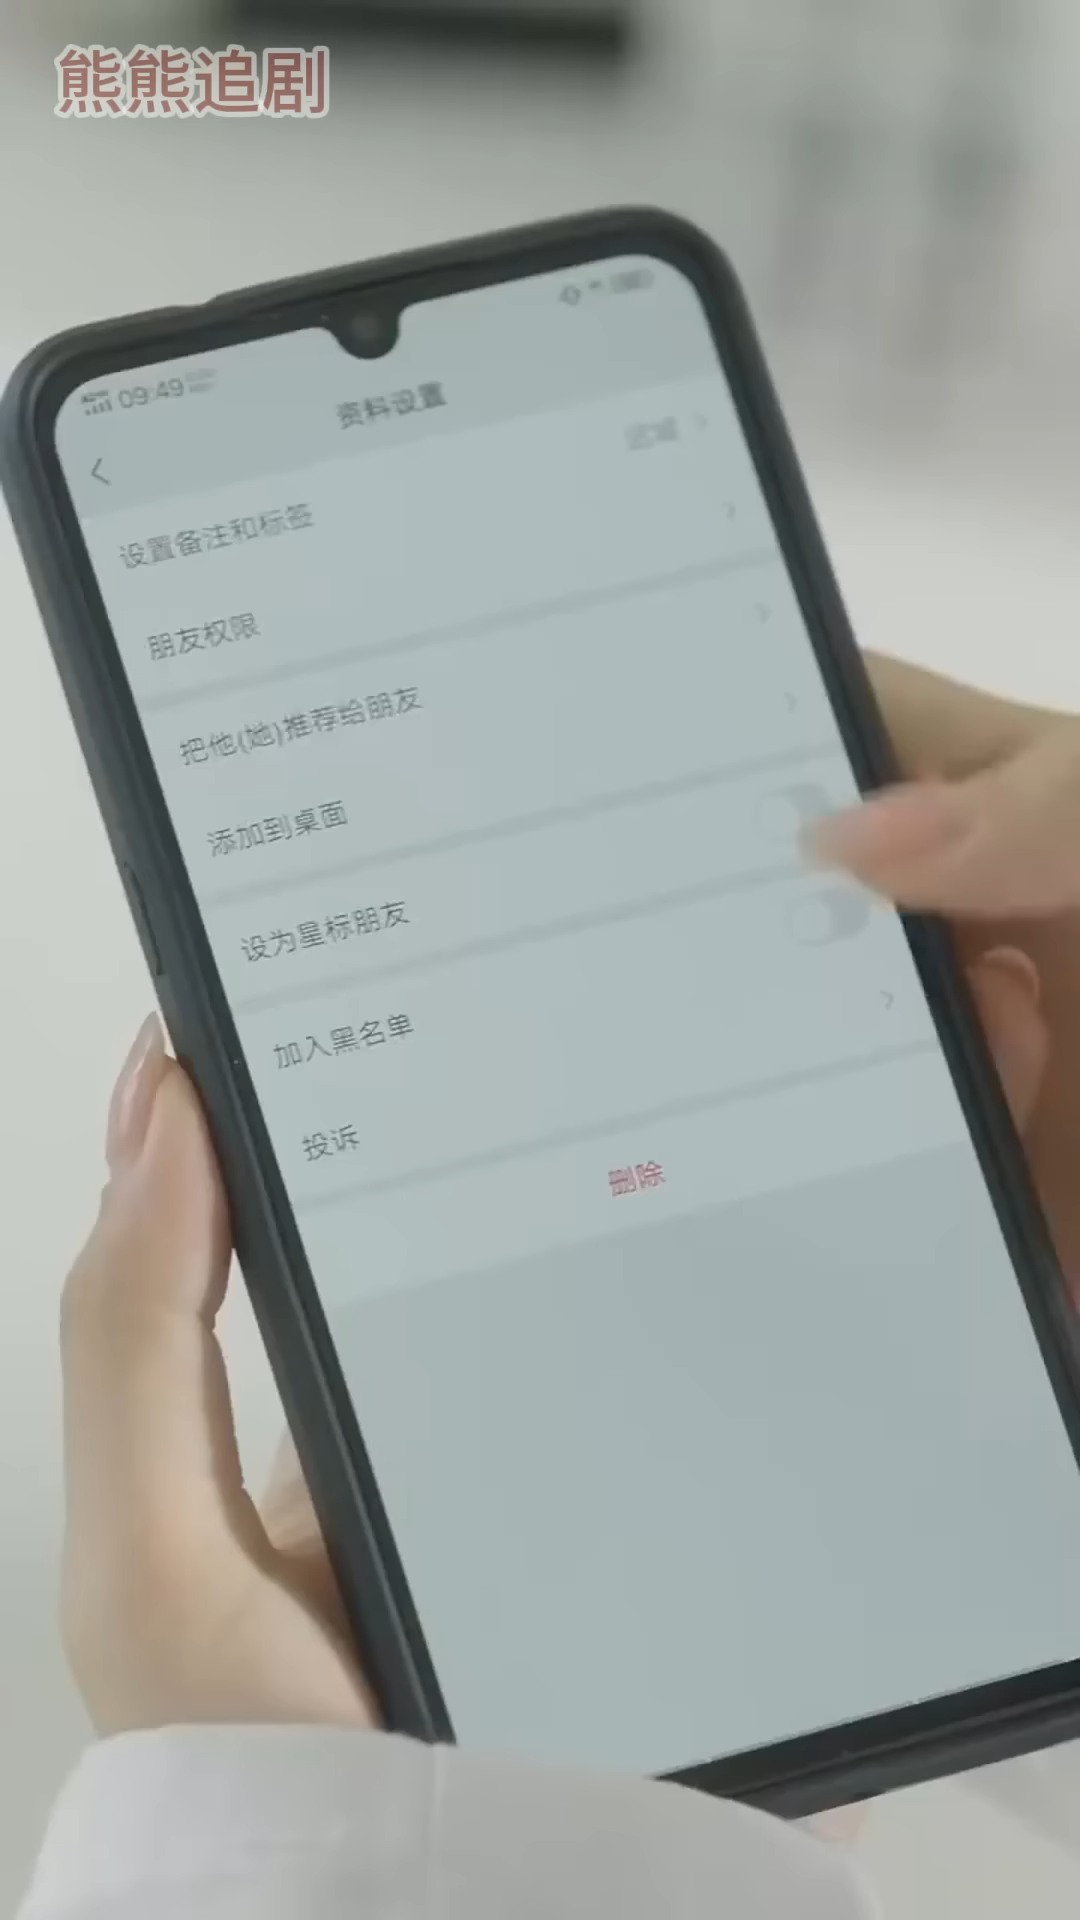 熊熊追剧
09:49
资料设置
设置备注和标签
朋友权限
把他(她)推荐给朋友
添加到桌面
设为星标朋友
加入黑名单
投诉
删除